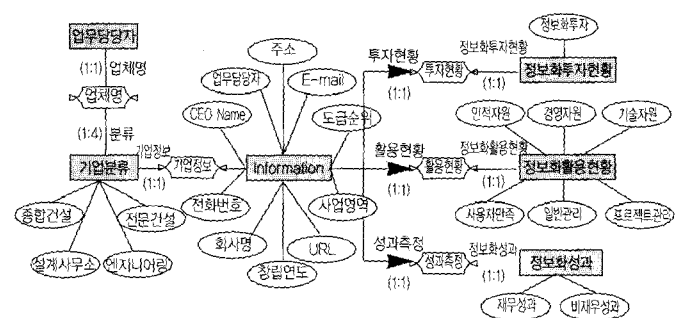 업무담당자
(1:1) 업체명
업체명
(1:4) 분류
기업분류
기업정보
(1:1)
기업정보
종합건설
전문건설
설계사무소
엔지니어링
주소
업무담당자
E-mail
CEO Name
도급순위
Information
전화번호
사업영역
회사명
URL
창립연도
투자현황
(1:1)
투자현황
정보화투자현황
(1:1)
정보화투자
정보화투자현황
활용현황
(1:1)
활용현황
정보화활용현황
(1:1)
인적자원
경영자원
기술자원
정보화활용현황
사용자만족
일반관리
프로젝트관리
성과측정
(1:1)
성과측정
정보화성과
(1:1)
정보화성과
재무성과
비재무성과